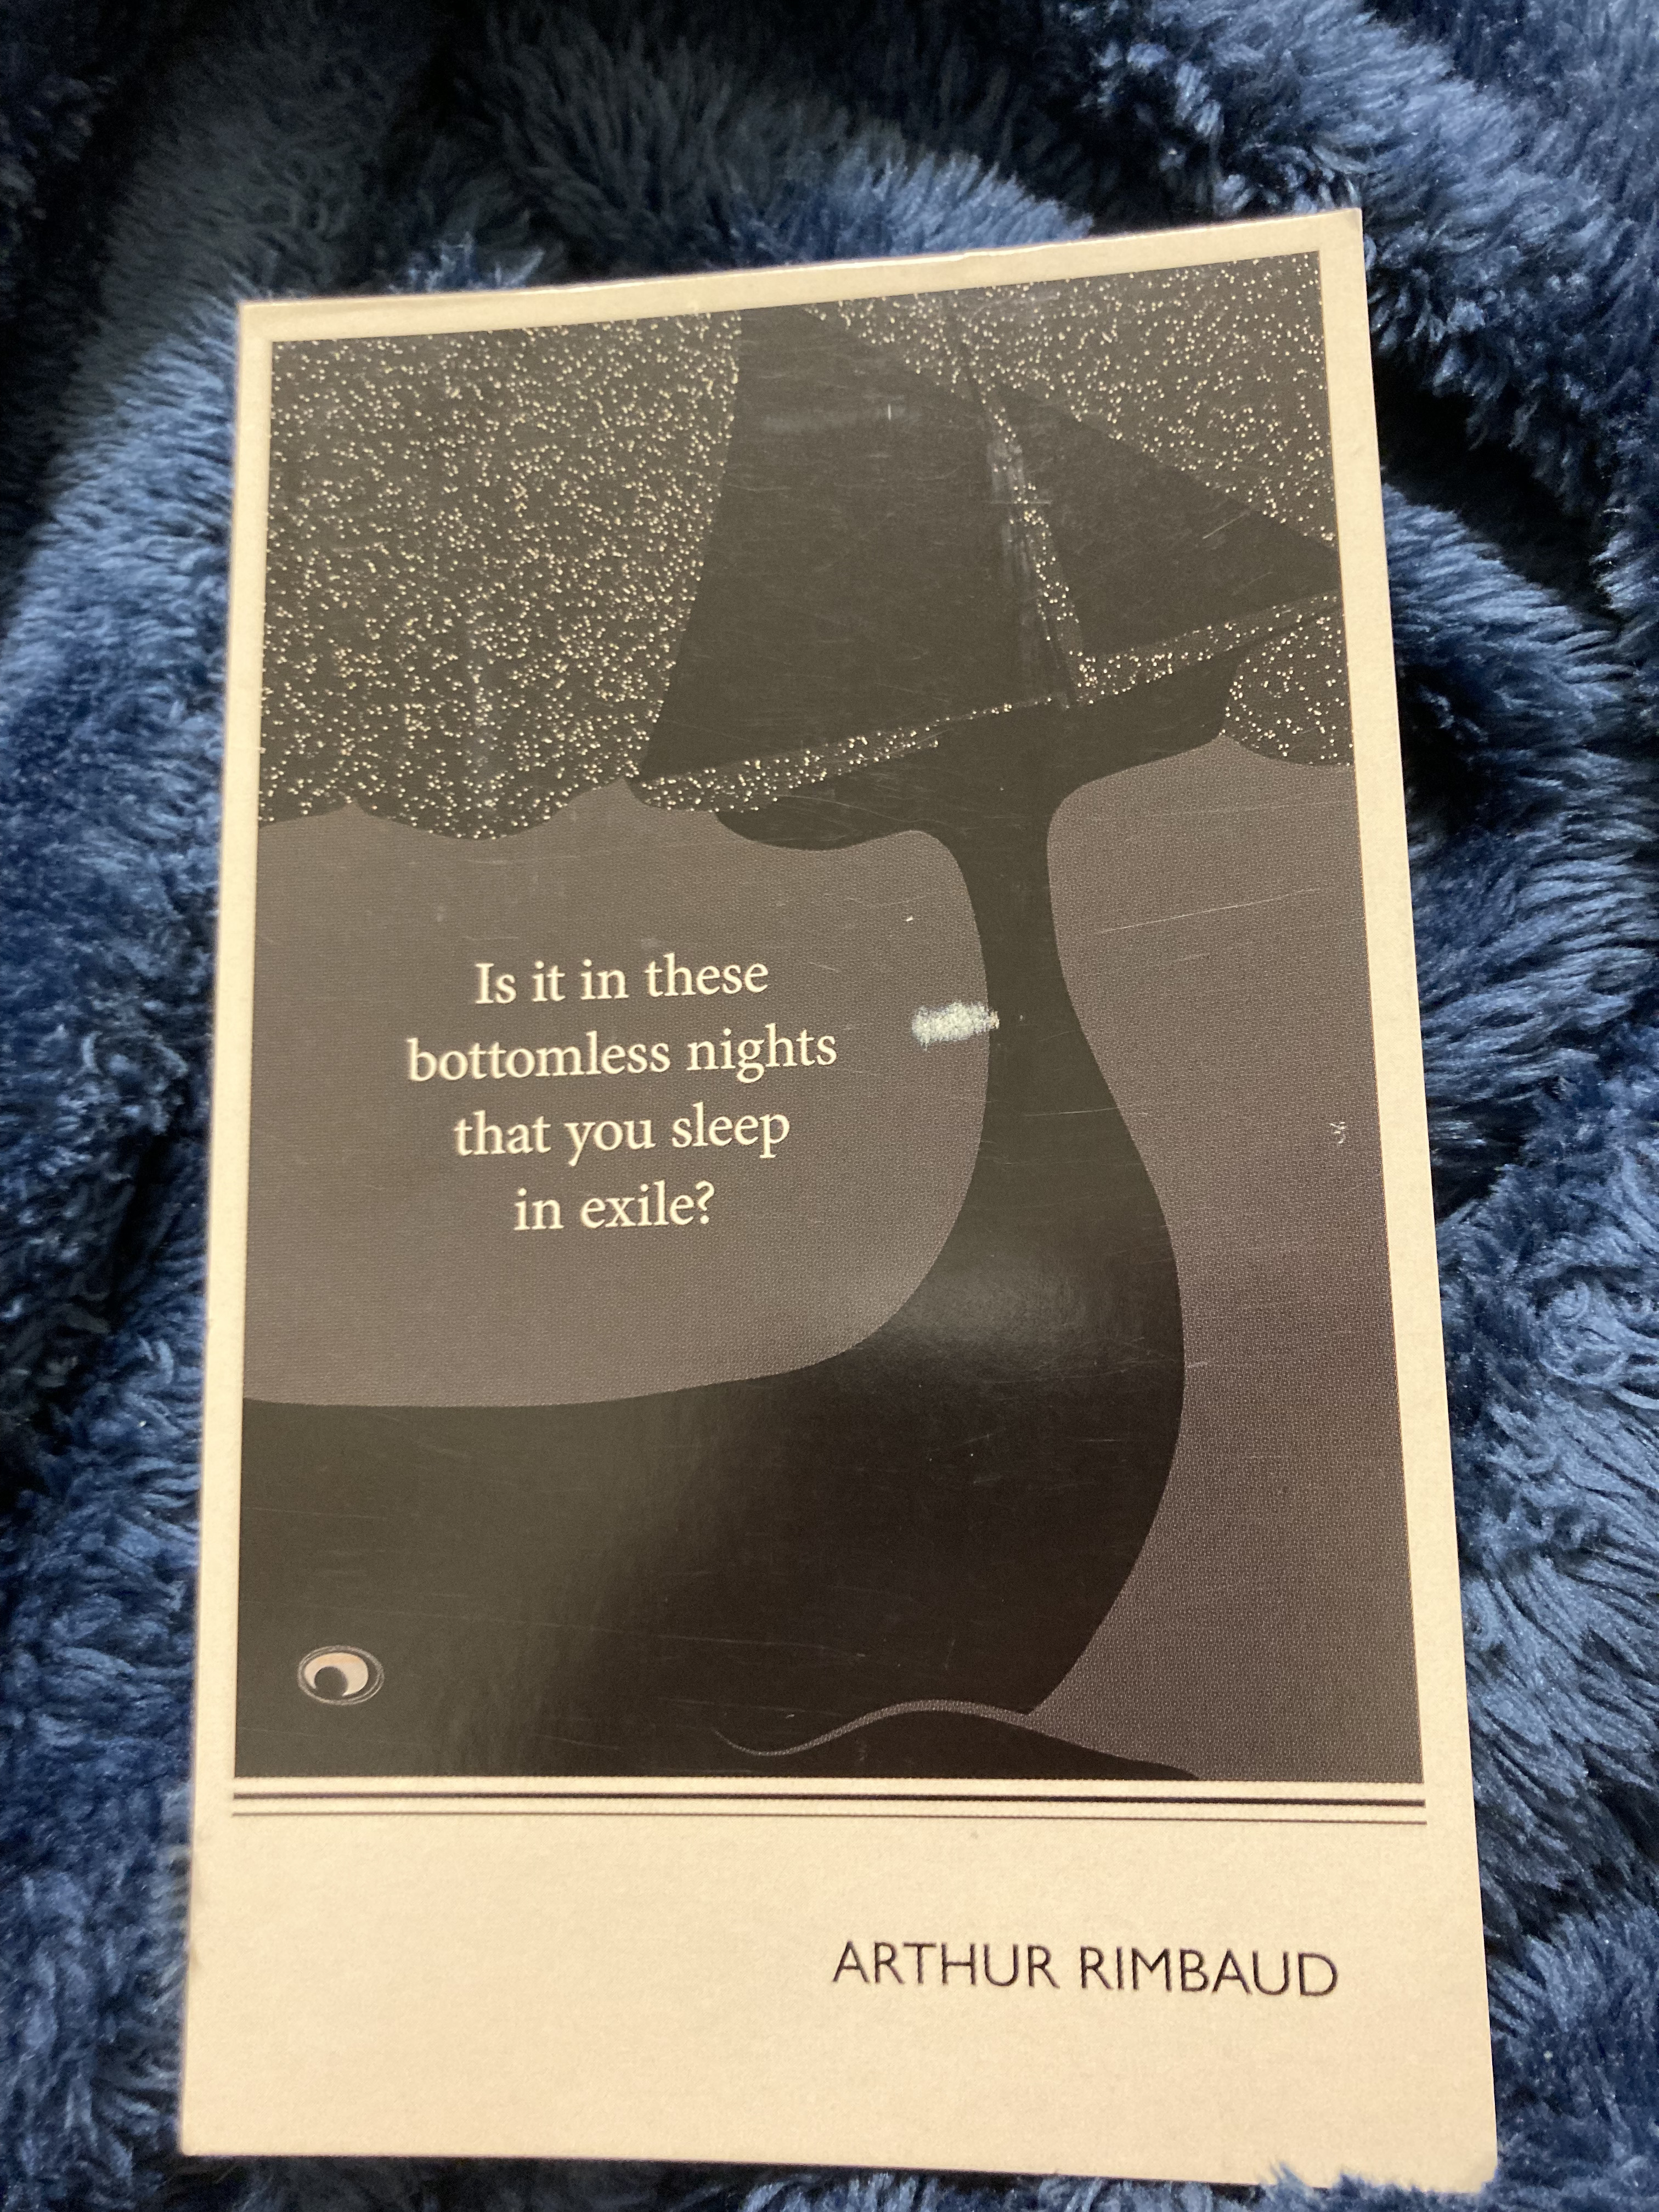 Is it in these
bottomless nights
that you sleep
in exile?
ARTHUR RIMBAUD